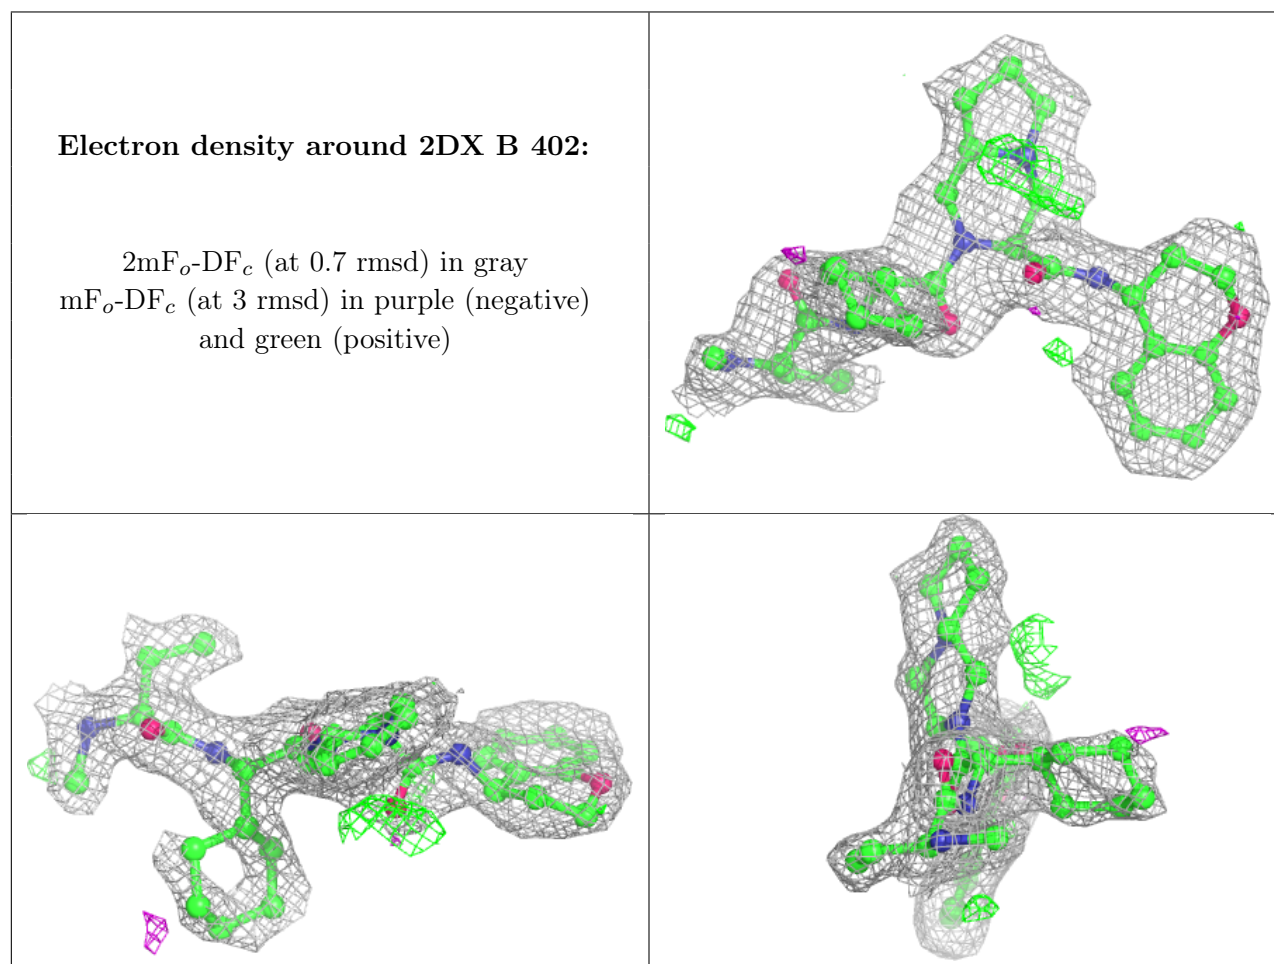 Electron density around 2DX B 402:
2mFo-DFc (at 0.7 rmsd) in gray
mFo-DFc (at 3 rmsd) in purple (negative)
and green (positive)